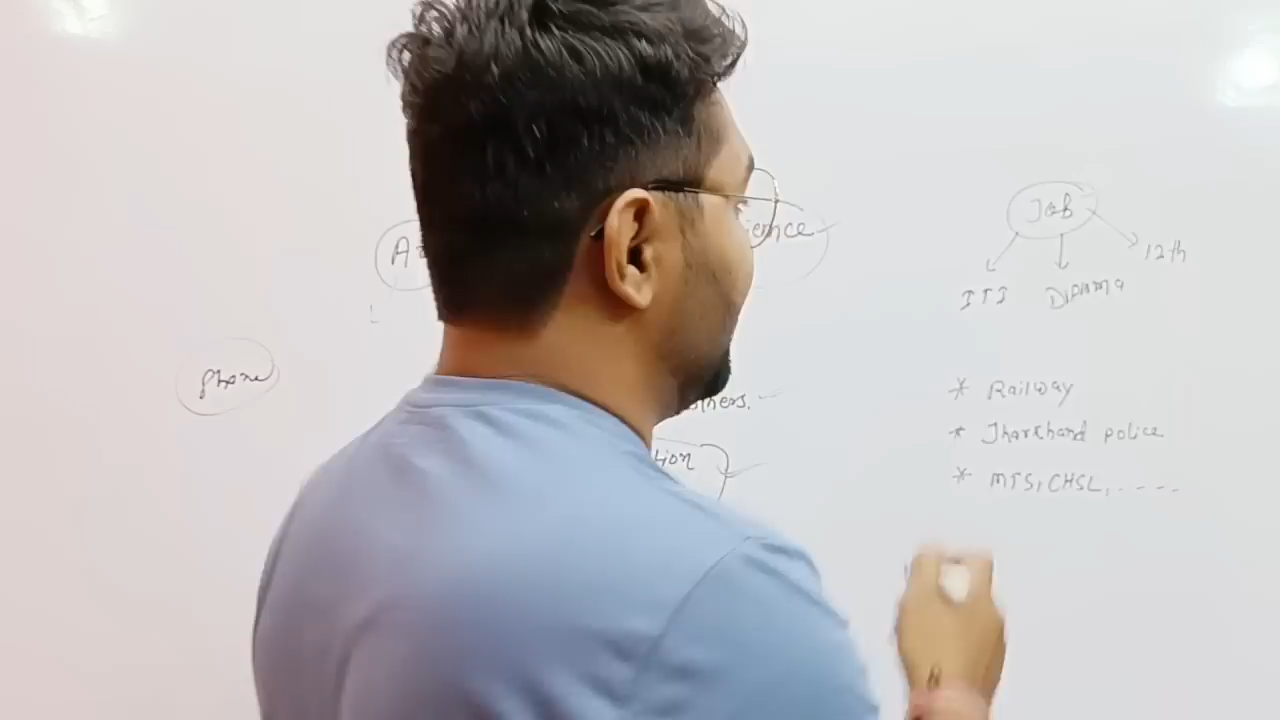 Job
12th
ITI
Diploma
phone
* Railway
* Jharkhand police
* MTS, CHSL, - - - -